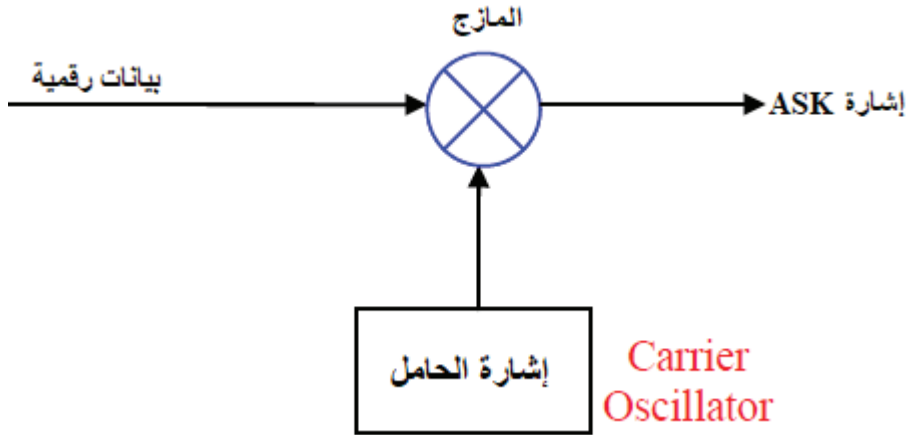 المازج
بيانات رقمية
إشارة ASK
إشارة الحامل
Carrier
Oscillator